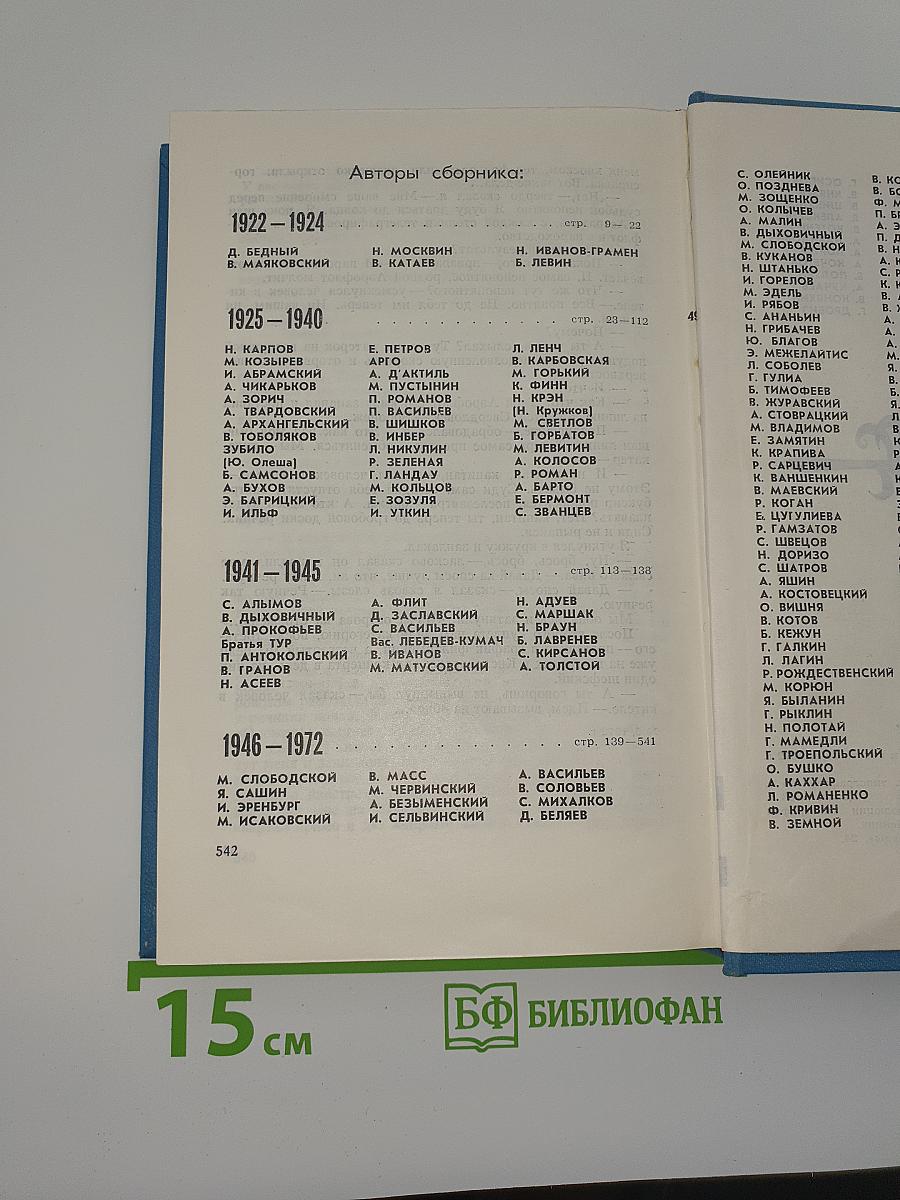 Авторы сборника:
1922 — 1924 . . . . . . . . . . . . . . . стр. 9— 22
Д. БЕДНЫЙ Н. МОСКВИН Н. ИВАНОВ-ГРАМЕН
В. МАЯКОВСКИЙ В. КАТАЕВ Б. ЛЕВИН
1925 — 1940 . . . . . . . . . . . . . . . стр. 23—112
Н. КАРПОВ Е. ПЕТРОВ Л. ЛЕНЧ
М. КОЗЫРЕВ АРГО В. КАРБОВСКАЯ
И. АБРАМСКИЙ А. Д'АКТИЛЬ М. ГОРЬКИЙ
А. ЧИКАРЬКОВ М. ПУСТЫНИН К. ФИНН
А. ЗОРИЧ П. РОМАНОВ Н. КРЭН
А. ТВАРДОВСКИЙ П. ВАСИЛЬЕВ (Н. Кружков)
А. АРХАНГЕЛЬСКИЙ В. ШИШКОВ М. СВЕТЛОВ
В. ТОБОЛЯКОВ В. ИНБЕР Б. ГОРБАТОВ
ЗУБИЛО Л. НИКУЛИН М. ЛЕВИТИН
(Ю. Олеша) Р. ЗЕЛЕНАЯ А. КОЛОСОВ
Б. САМСОНОВ Г. ЛАНДАУ Р. РОМАН
А. БУХОВ М. КОЛЬЦОВ А. БАРТО
Э. БАГРИЦКИЙ Е. ЗОЗУЛЯ Е. БЕРМОНТ
И. ИЛЬФ И. УТКИН С. ЗВАНЦЕВ
1941 — 1945 . . . . . . . . . . . . . . . стр. 113—138
С. АЛЫМОВ А. ФЛИТ Н. АДУЕВ
В. ДЫХОВИЧНЫЙ Д. ЗАСЛАВСКИЙ С. МАРШАК
А. ПРОКОФЬЕВ С. ВАСИЛЬЕВ Н. БРАУН
Братья ТУР Вас. ЛЕБЕДЕВ-КУМАЧ Б. ЛАВРЕНЕВ
П. АНТОКОЛЬСКИЙ В. ИВАНОВ С. КИРСАНОВ
В. ГРАНОВ М. МАТУСОВСКИЙ А. ТОЛСТОЙ
Н. АСЕЕВ
1946 — 1972 . . . . . . . . . . . . . . . стр. 139—541
М. СЛОБОДСКОЙ В. МАСС А. ВАСИЛЬЕВ
Я. САШИН М. ЧЕРВИНСКИЙ В. СОЛОВЬЕВ
И. ЭРЕНБУРГ А. БЕЗЫМЕНСКИЙ С. МИХАЛКОВ
М. ИСАКОВСКИЙ И. СЕЛЬВИНСКИЙ Д. БЕЛЯЕВ
542
С. ОЛЕЙНИК
О. ПОЗДНЕВА
М. ЗОЩЕНКО
О. КОЛЫЧЕВ
А. МАЛИН
В. ДЫХОВИЧНЫЙ
М. СЛОБОДСКОЙ
В. КУКАНОВ
Н. ШТАНЬКО
И. ГОРЕЛОВ
М. ЭДЕЛЬ
И. РЯБОВ
С. АНАНЬИН
Н. ГРИБАЧЕВ
Ю. БЛАГОВ
Э. МЕЖЕЛАЙТИС
Л. СОБОЛЕВ
Г. ГУЛИА
Б. ТИМОФЕЕВ
В. ЖУРАВСКИЙ
А. СТОВРАЦКИЙ
М. ВЛАДИМОВ
Е. ЗАМЯТИН
К. КРАПИВА
Р. САРЦЕВИЧ
К. ВАНШЕНКИН
В. МАЕВСКИЙ
Р. КОГАН
Е. ЦУГУЛИЕВА
Р. ГАМЗАТОВ
С. ШВЕЦОВ
Н. ДОРИЗО
С. ШАТРОВ
А. ЯШИН
А. КОСТОВЕЦКИЙ
О. ВИШНЯ
В. КОТОВ
Б. КЕЖУН
Г. ГАЛКИН
Л. ЛАГИН
Р. РОЖДЕСТВЕНСКИЙ
М. КОРЮН
Я. БЫЛАНИН
Г. РЫКЛИН
Н. ПОЛОТАЙ
Г. МАМЕДЛИ
Г. ТРОЕПОЛЬСКИЙ
О. БУШКО
А. КАХХАР
Л. РОМАНЕНКО
Ф. КРИВИН
В. ЗЕМНОЙ
15 см
БФ БИБЛИОФАН